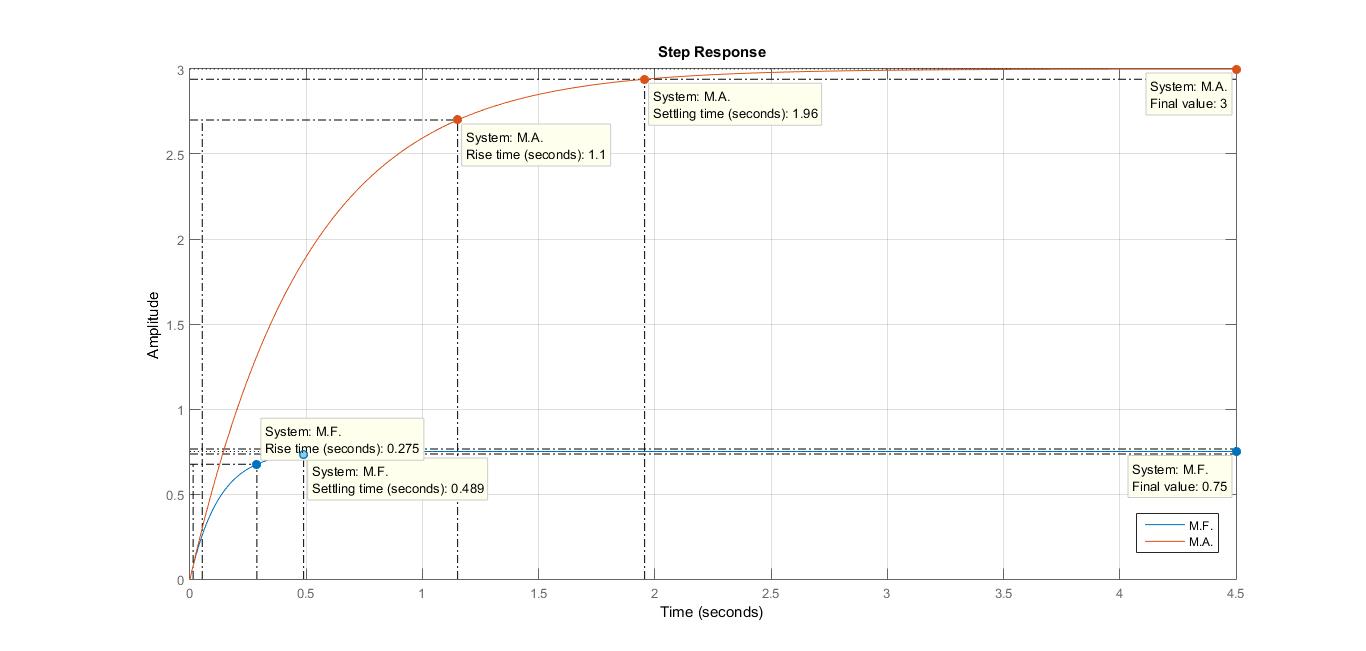 Step Response
Amplitude
3
2.5
2
1.5
1
0.5
0
System: M.A.
Final value: 3
System: M.A.
Settling time (seconds): 1.96
System: M.A.
Rise time (seconds): 1.1
System: M.F.
Rise time (seconds): 0.275
System: M.F.
Settling time (seconds): 0.489
System: M.F.
Final value: 0.75
M.F.
M.A.
0 0.5 1 1.5 2 2.5 3 3.5 4 4.5
Time (seconds)